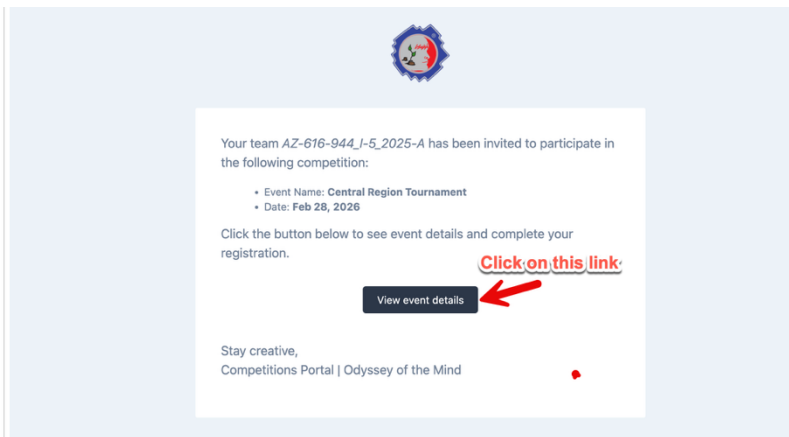 Your team AZ-616-944_I-5_2025-A has been invited to participate in
the following competition:
• Event Name: Central Region Tournament
• Date: Feb 28, 2026
Click the button below to see event details and complete your
registration.
Click on this link
View event details
Stay creative,
Competitions Portal | Odyssey of the Mind